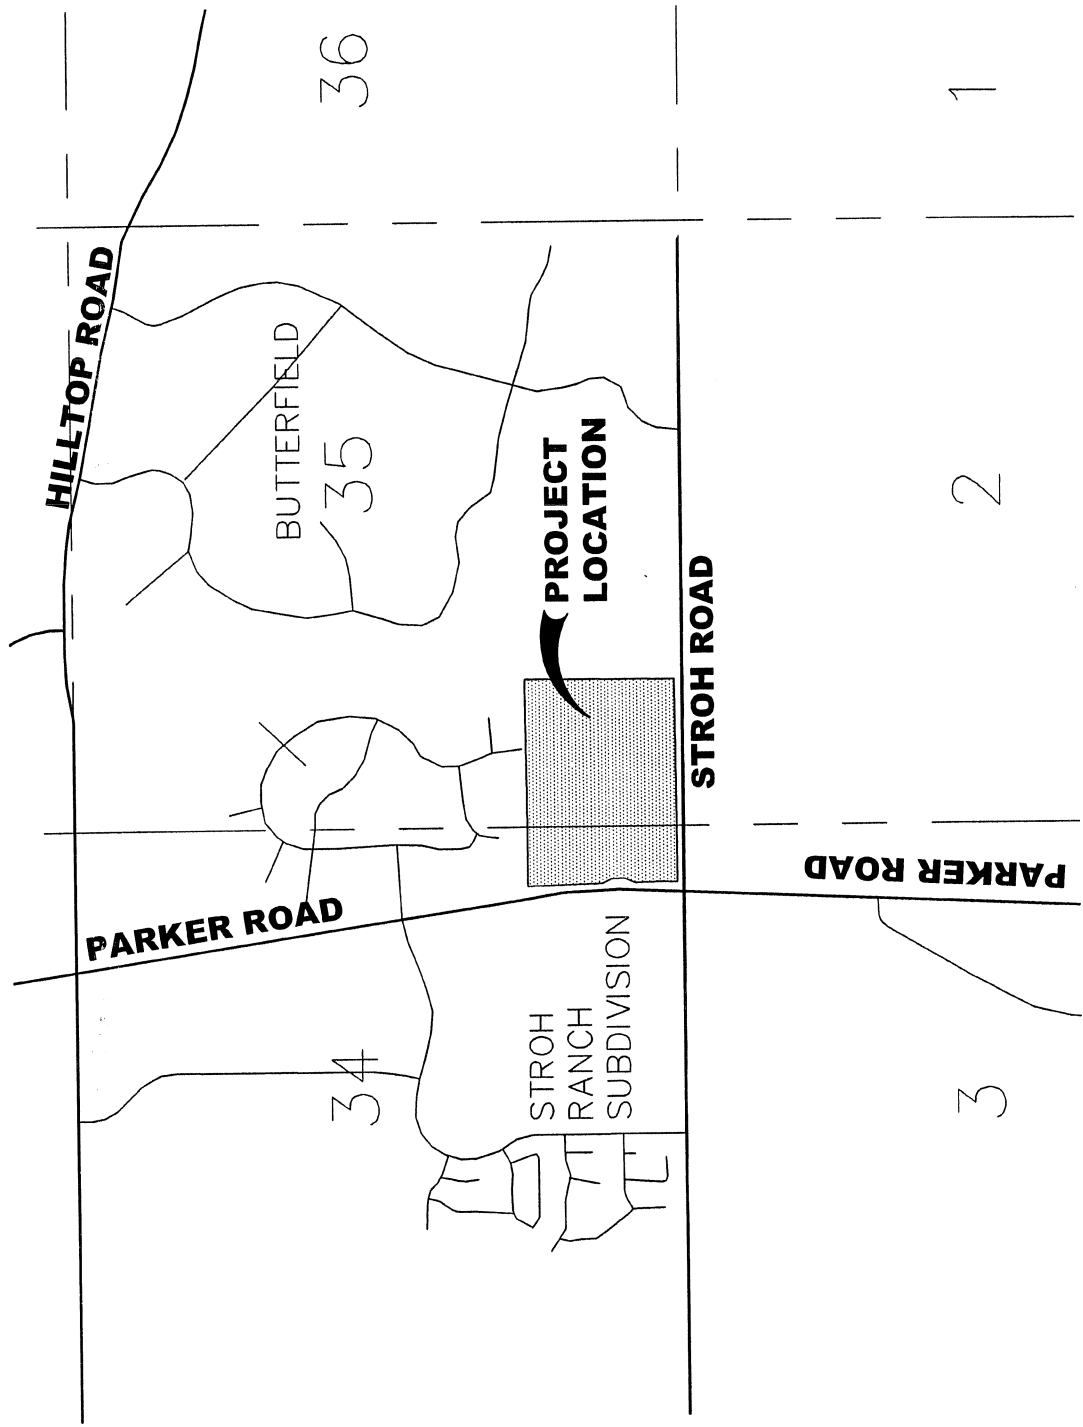 HILLTOP ROAD
36
1
BUTTERFIELD
35
2
PROJECT
LOCATION
STROH ROAD
PARKER ROAD
PARKER ROAD
34
STROH
RANCH
SUBDIVISION
3